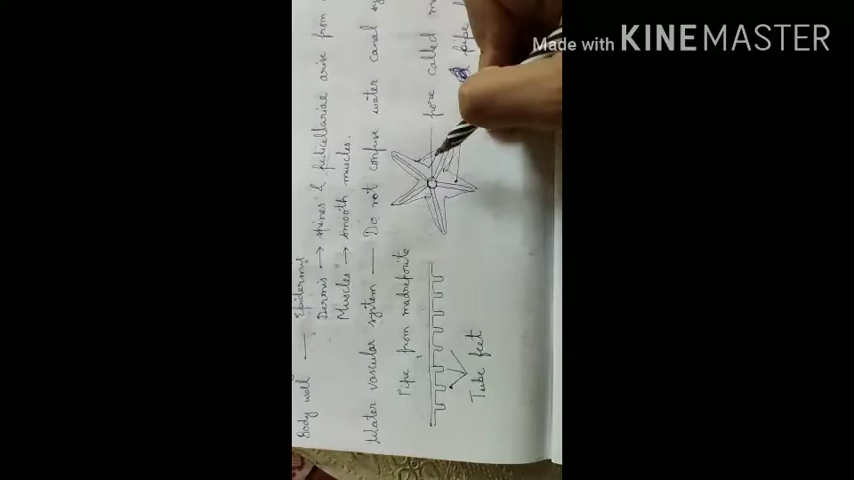 Made with KINEMASTER
Body wall — Epidermis
Dermis → spines & pedicellariae arise from
Muscles → smooth muscles.
Water vascular system — Do not confuse water canal
Pipe from madreporite
pore called
pipe
Tube feet